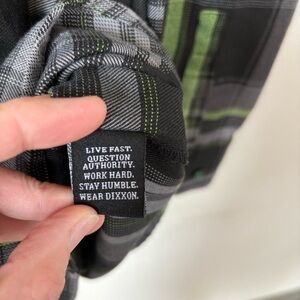 LIVE FAST.
QUESTION
AUTHORITY.
WORK HARD.
STAY HUMBLE.
WEAR DIXXON.